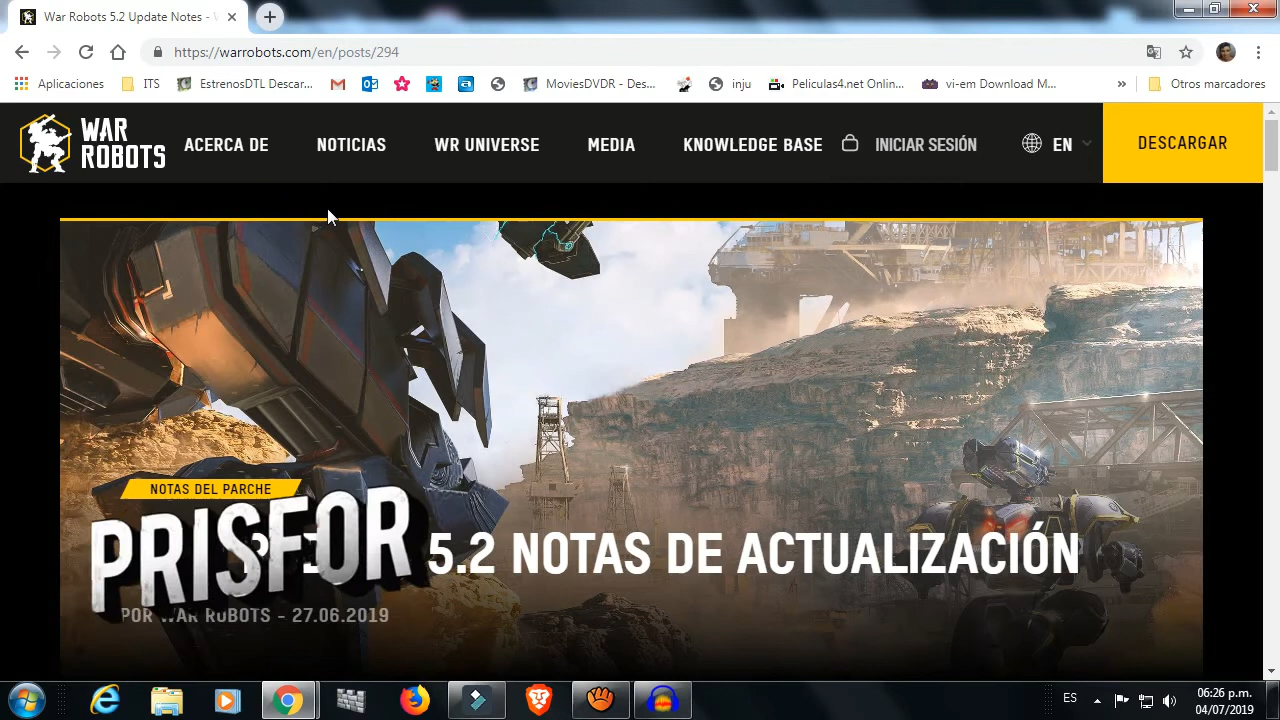 War Robots 5.2 Update Notes -
https://warrobots.com/en/posts/294
Aplicaciones ITS EstrenosDTL Descar... MoviesDVDR - Des... inju Peliculas4.net Onlin... vi-em Download M... » Otros marcadores
WAR ROBOTS
ACERCA DE NOTICIAS WR UNIVERSE MEDIA KNOWLEDGE BASE INICIAR SESIÓN EN DESCARGAR
NOTAS DEL PARCHE
PRISFOR
5.2 NOTAS DE ACTUALIZACIÓN
POR WAR ROBOTS - 27.06.2019
ES 06:26 p.m.
04/07/2019